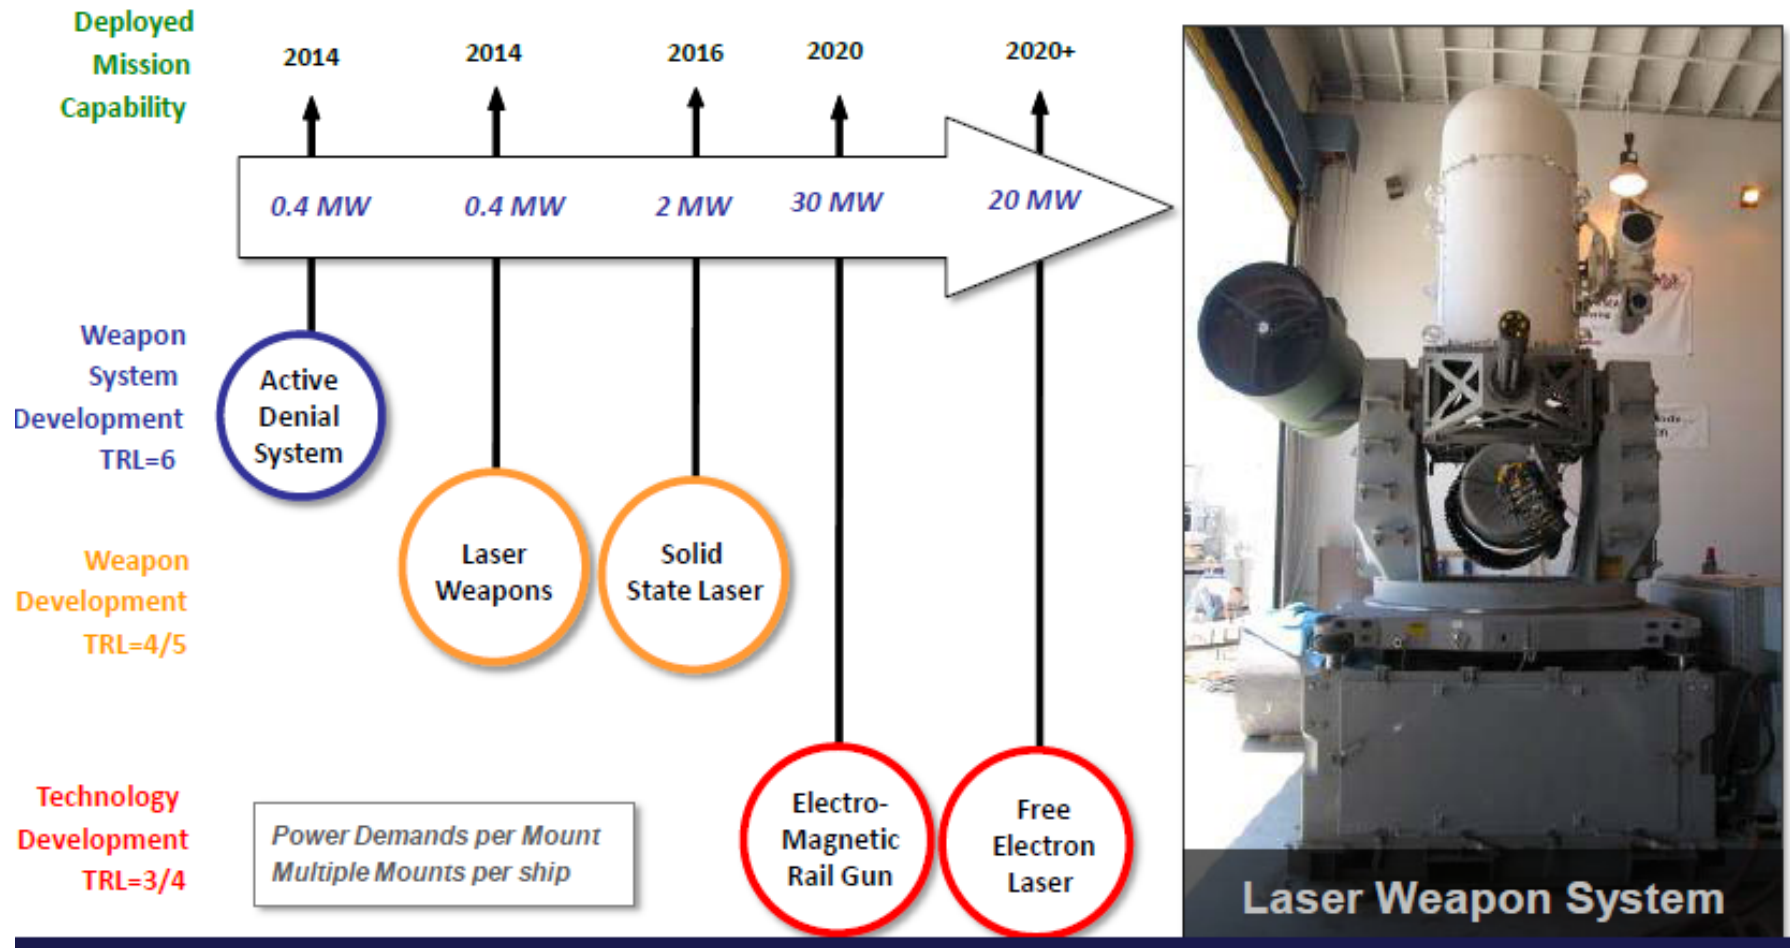 Deployed
Mission
Capability
2014
2014
2016
2020
2020+
0.4 MW
0.4 MW
2 MW
30 MW
20 MW
Weapon
System
Development
TRL=6
Active
Denial
System
Weapon
Development
TRL=4/5
Laser
Weapons
Solid
State Laser
Technology
Development
TRL=3/4
Power Demands per Mount
Multiple Mounts per ship
Electro-
Magnetic
Rail Gun
Free
Electron
Laser
Laser Weapon System